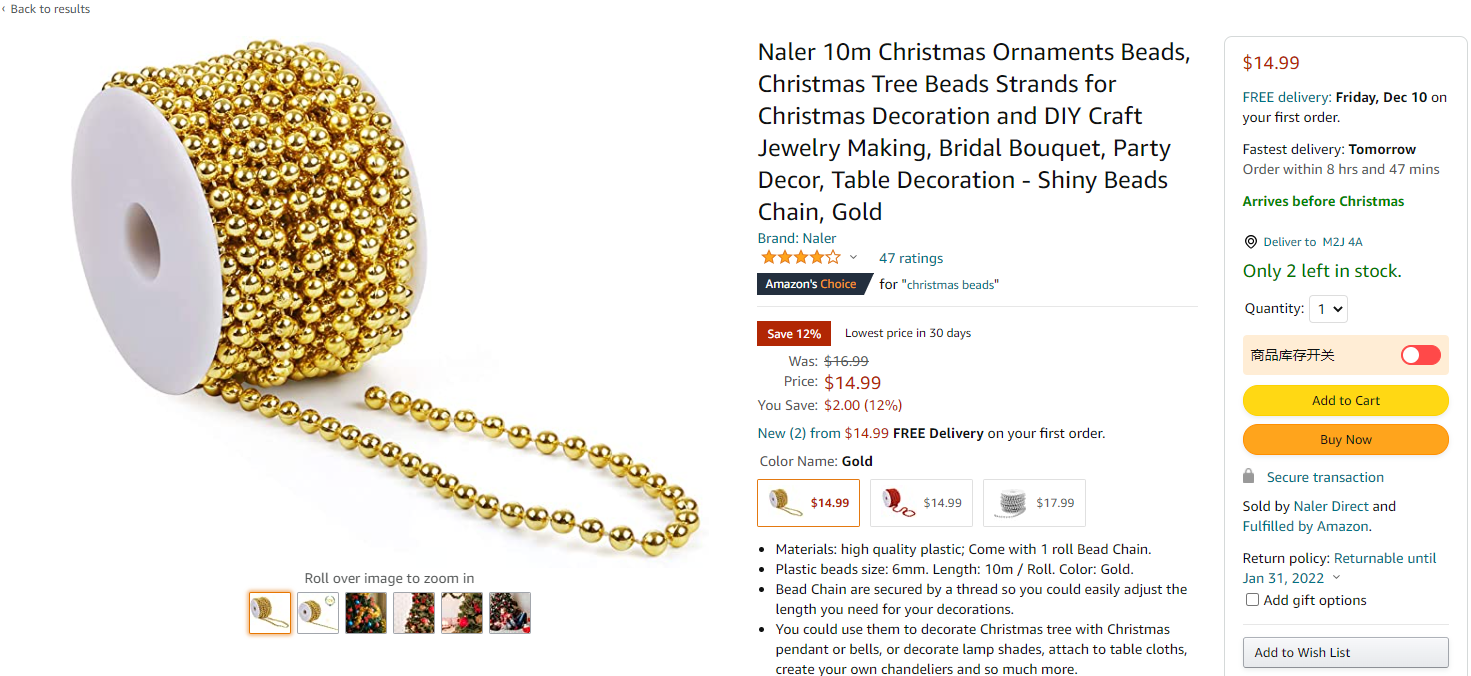 ‹ Back to results
Naler 10m Christmas Ornaments Beads,
Christmas Tree Beads Strands for
Christmas Decoration and DIY Craft
Jewelry Making, Bridal Bouquet, Party
Decor, Table Decoration - Shiny Beads
Chain, Gold
Brand: Naler
47 ratings
Amazon's Choice for "christmas beads"
Save 12% Lowest price in 30 days
Was: $16.99
Price: $14.99
You Save: $2.00 (12%)
New (2) from $14.99 FREE Delivery on your first order.
Color Name: Gold
$14.99 $14.99 $17.99
• Materials: high quality plastic; Come with 1 roll Bead Chain.
• Plastic beads size: 6mm. Length: 10m / Roll. Color: Gold.
• Bead Chain are secured by a thread so you could easily adjust the
length you need for your decorations.
• You could use them to decorate Christmas tree with Christmas
pendant or bells, or decorate lamp shades, attach to table cloths,
create your own chandeliers and so much more.
Roll over image to zoom in
$14.99
FREE delivery: Friday, Dec 10 on
your first order.
Fastest delivery: Tomorrow
Order within 8 hrs and 47 mins
Arrives before Christmas
Deliver to M2J 4A
Only 2 left in stock.
Quantity: 1
商品库存开关
Add to Cart
Buy Now
Secure transaction
Sold by Naler Direct and
Fulfilled by Amazon.
Return policy: Returnable until
Jan 31, 2022
Add gift options
Add to Wish List